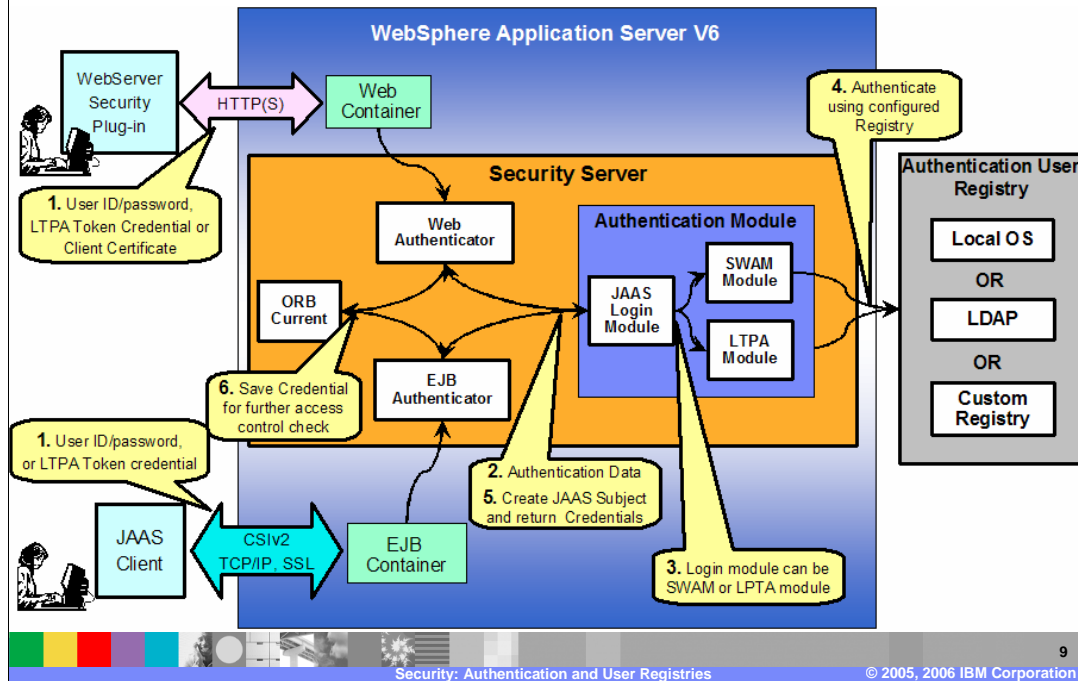 WebSphere Application Server V6
WebServer
Security
Plug-in
HTTP(S)
Web
Container
4. Authenticate
using configured
Registry
1. User ID/password,
LTPA Token Credential or
Client Certificate
Security Server
Web
Authenticator
ORB
Current
EJB
Authenticator
Authentication Module
JAAS
Login
Module
SWAM
Module
LTPA
Module
Authentication User
Registry
Local OS
OR
LDAP
OR
Custom
Registry
6. Save Credential
for further access
control check
1. User ID/password,
or LTPA Token credential
2. Authentication Data
5. Create JAAS Subject
and return Credentials
3. Login module can be
SWAM or LPTA module
JAAS
Client
CSIv2
TCP/IP, SSL
EJB
Container
9
Security: Authentication and User Registries
© 2005, 2006 IBM Corporation